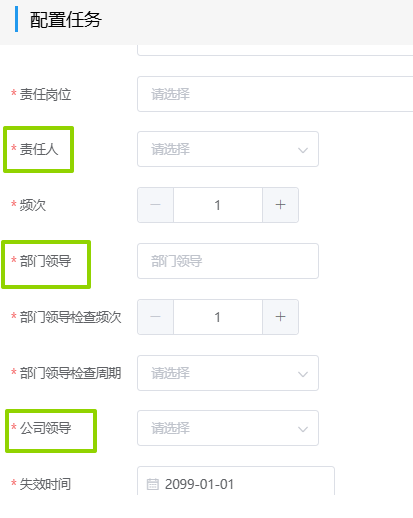 配置任务
* 责任岗位 请选择
* 责任人 请选择
* 频次 — 1 +
* 部门领导 部门领导
* 部门领导检查频次 — 1 +
* 部门领导检查周期 请选择
* 公司领导 请选择
* 失效时间 2099-01-01